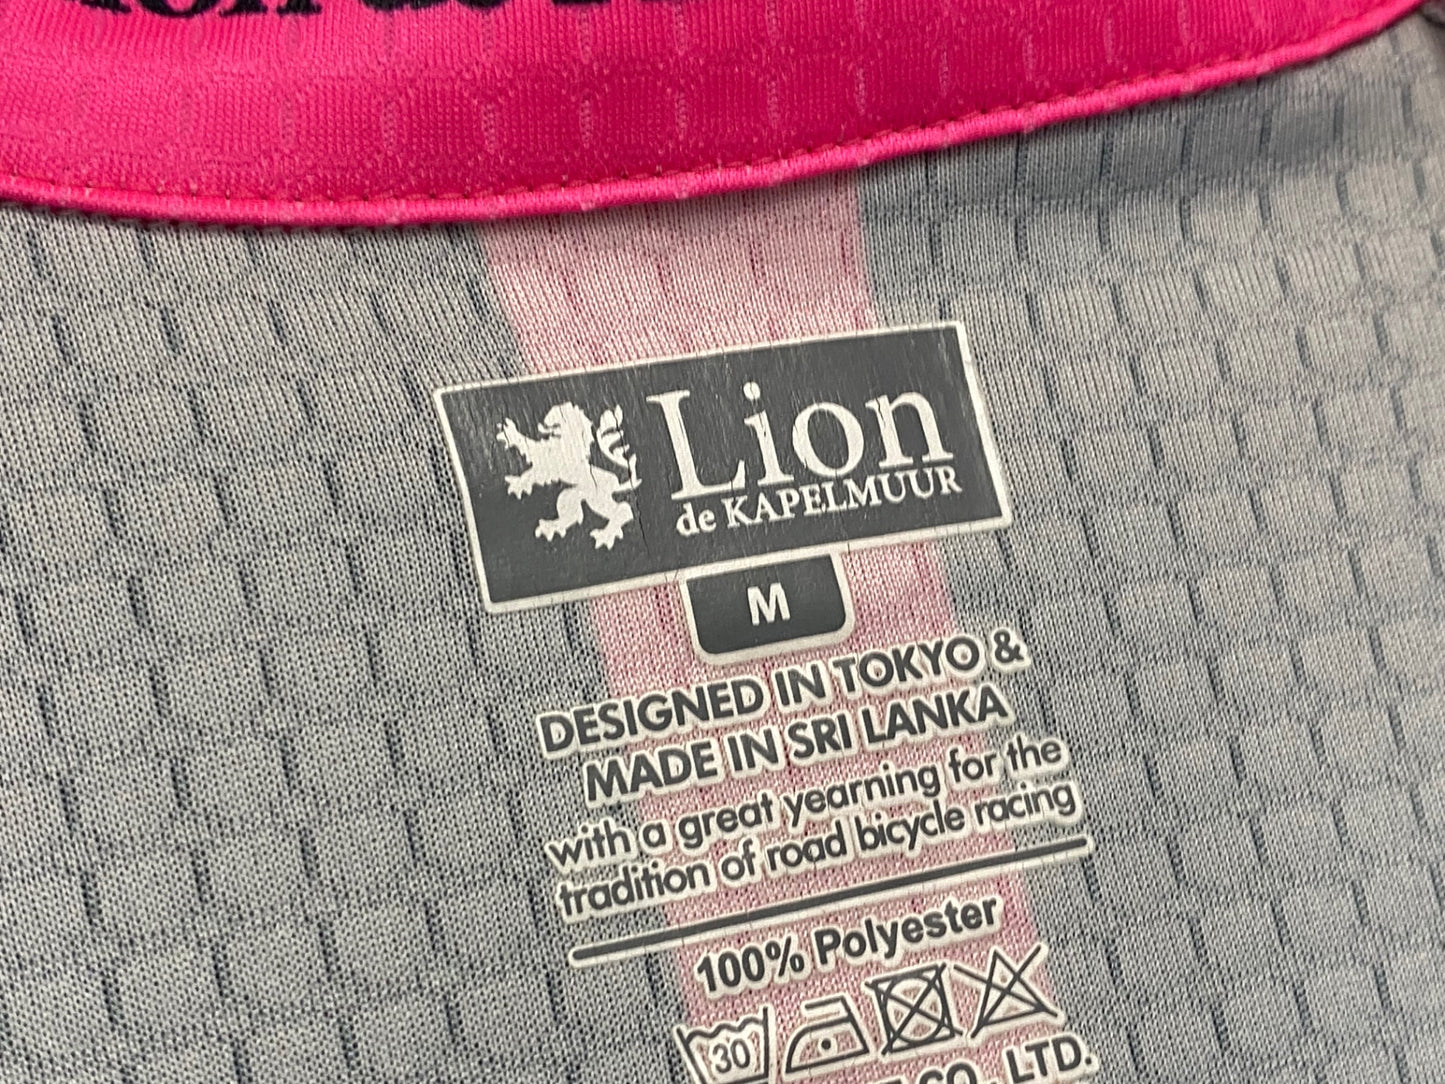 Lion
de KAPELMUUR
M
DESIGNED IN TOKYO &
MADE IN SRI LANKA
with a great yearning for the
tradition of road bicycle racing
100% Polyester
30
CO., LTD.